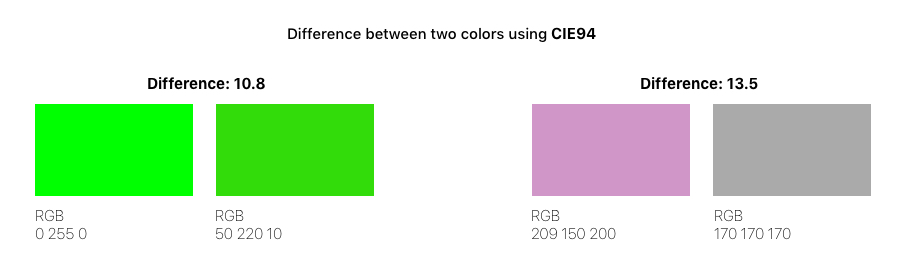 Difference between two colors using CIE94
Difference: 10.8
RGB
0 255 0
RGB
50 220 10
Difference: 13.5
RGB
209 150 200
RGB
170 170 170